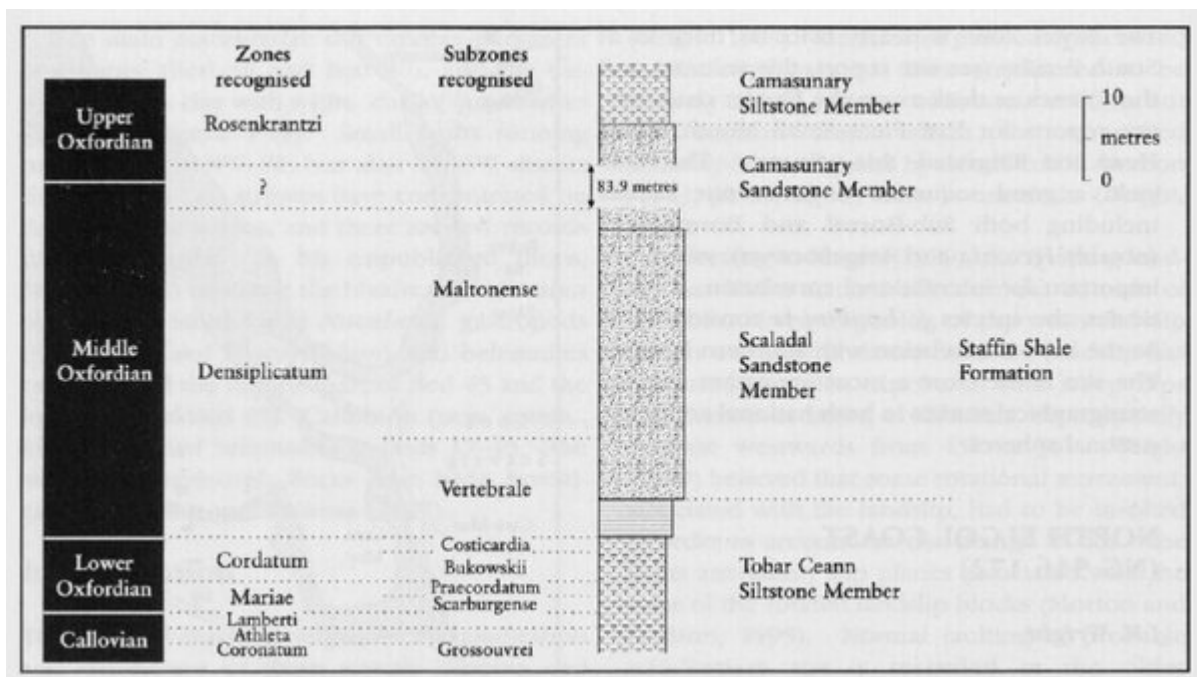 Zones
recognised
Subzones
recognised
Upper
Oxfordian
Rosenkrantzi
Camasunary
Siltstone Member
Camasunary
Sandstone Member
10
metres
0
?
83.9 metres
Middle
Oxfordian
Densiplicatum
Maltonense
Vertebrale
Scaladal
Sandstone
Member
Staffin Shale
Formation
Lower
Oxfordian
Cordatum
Mariae
Costicardia
Bukowskii
Praecordatum
Scarburgense
Tobar Ceann
Siltstone Member
Callovian
Lamberti
Athleta
Coronatum
Grossouvrei